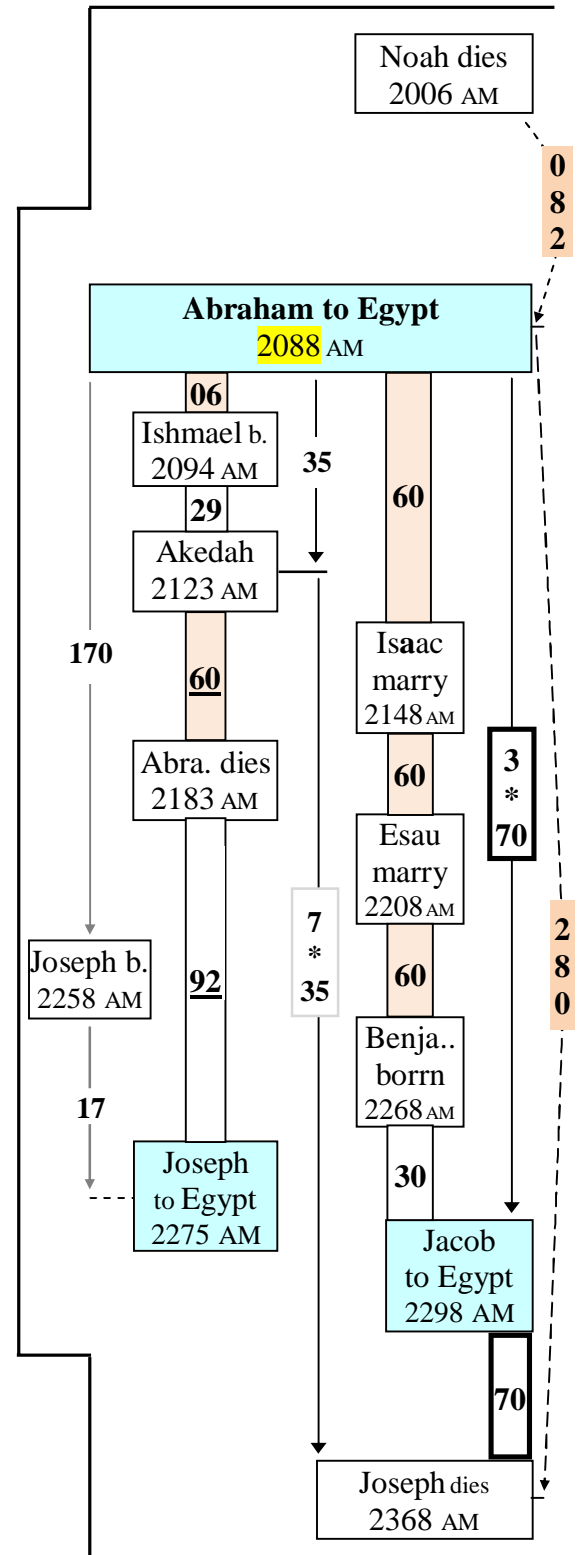 Noah dies
2006 AM
0
8
2
Abraham to Egypt
2088 AM
06
Ishmael b.
2094 AM
35
29
60
Akedah
2123 AM
170
60
Isaac
marry
2148 AM
Abra. dies
2183 AM
60
3
*
70
Esau
marry
2208 AM
7
*
35
2
8
0
Joseph b.
2258 AM
92
60
Benja..
borrn
2268 AM
17
30
Joseph
to Egypt
2275 AM
Jacob
to Egypt
2298 AM
70
Joseph dies
2368 AM